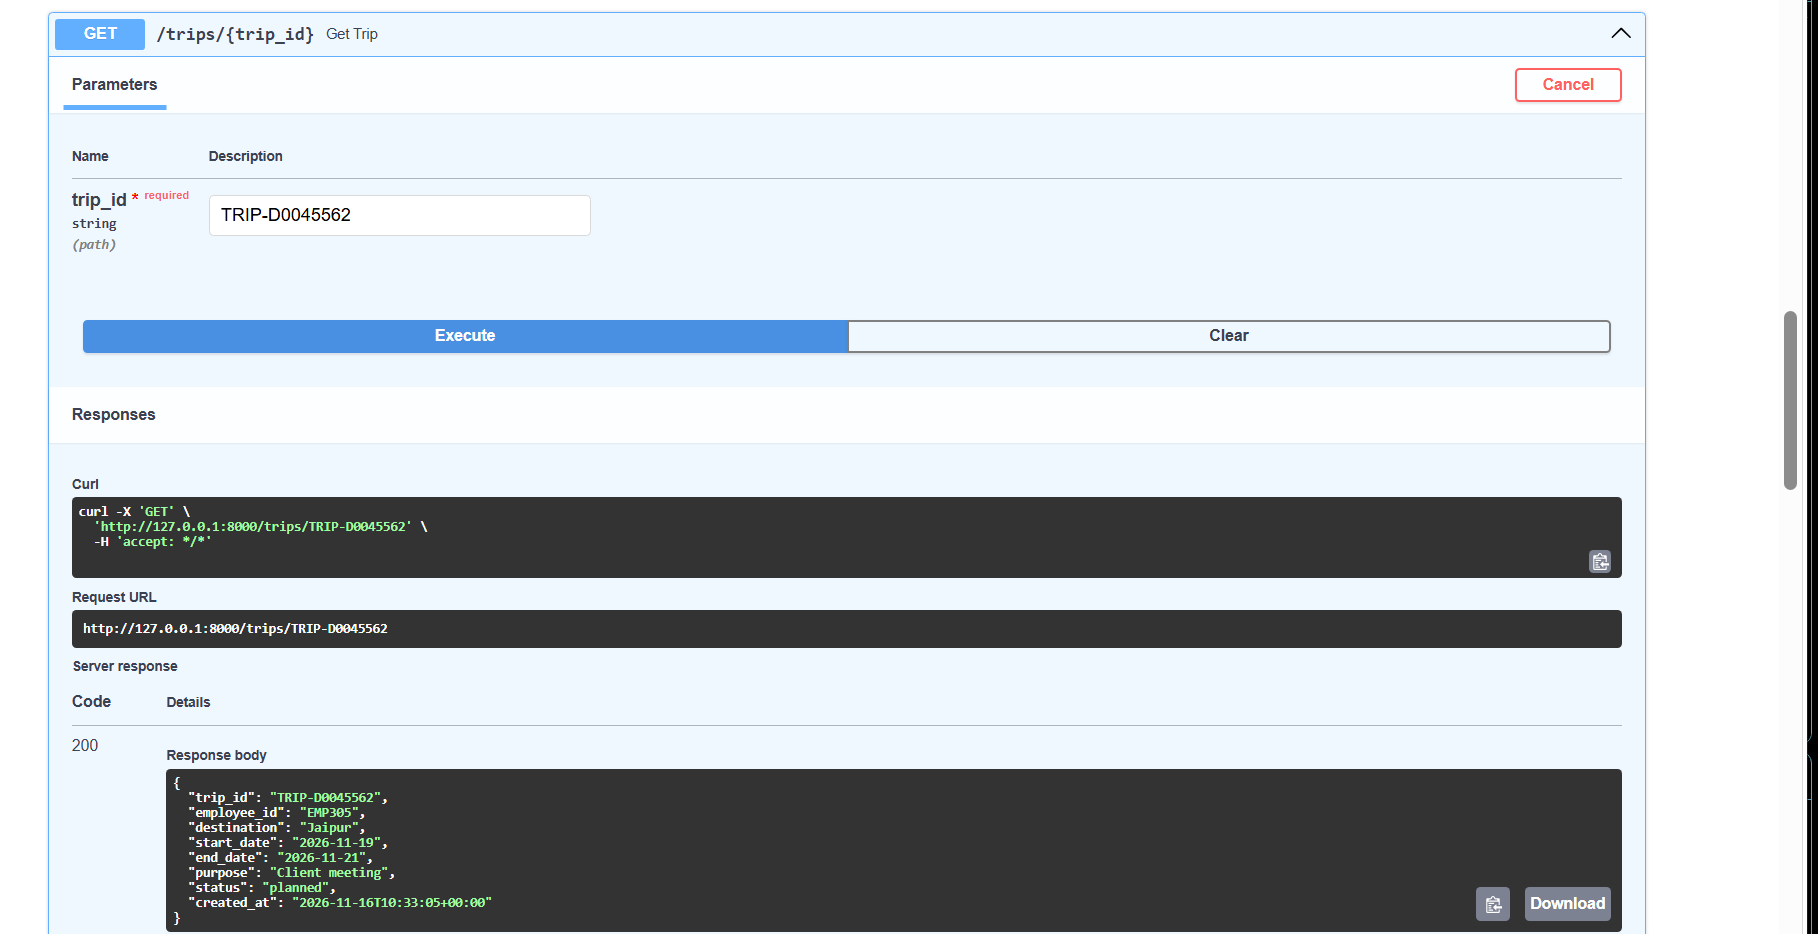 GET /trips/{trip_id} Get Trip
Parameters
Cancel
Name Description
trip_id * required
string
(path)
TRIP-D0045562
Execute
Clear
Responses
Curl
curl -X 'GET' \
  'http://127.0.0.1:8000/trips/TRIP-D0045562' \
  -H 'accept: */*'
Request URL
http://127.0.0.1:8000/trips/TRIP-D0045562
Server response
Code Details
200
Response body
{
  "trip_id": "TRIP-D0045562",
  "employee_id": "EMP305",
  "destination": "Jaipur",
  "start_date": "2026-11-19",
  "end_date": "2026-11-21",
  "purpose": "Client meeting",
  "status": "planned",
  "created_at": "2026-11-16T10:33:05+00:00"
}
Download